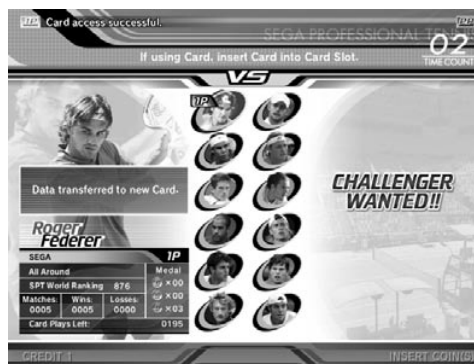 1P Card access successful.
SEGA PROFESSIONAL TE
If using Card, insert Card into Card Slot.
02
TIME COUNT
VS
1P
Data transferred to new Card.
CHALLENGER
WANTED!!
Roger
Federer
SEGA 1P
All Around Medal
SPT World Ranking 876 ×00
Matches: Wins: Losses: ×00
0005 0005 0000 ×03
Card Plays Left: 0195
CREDIT 1 INSERT COIN(S)